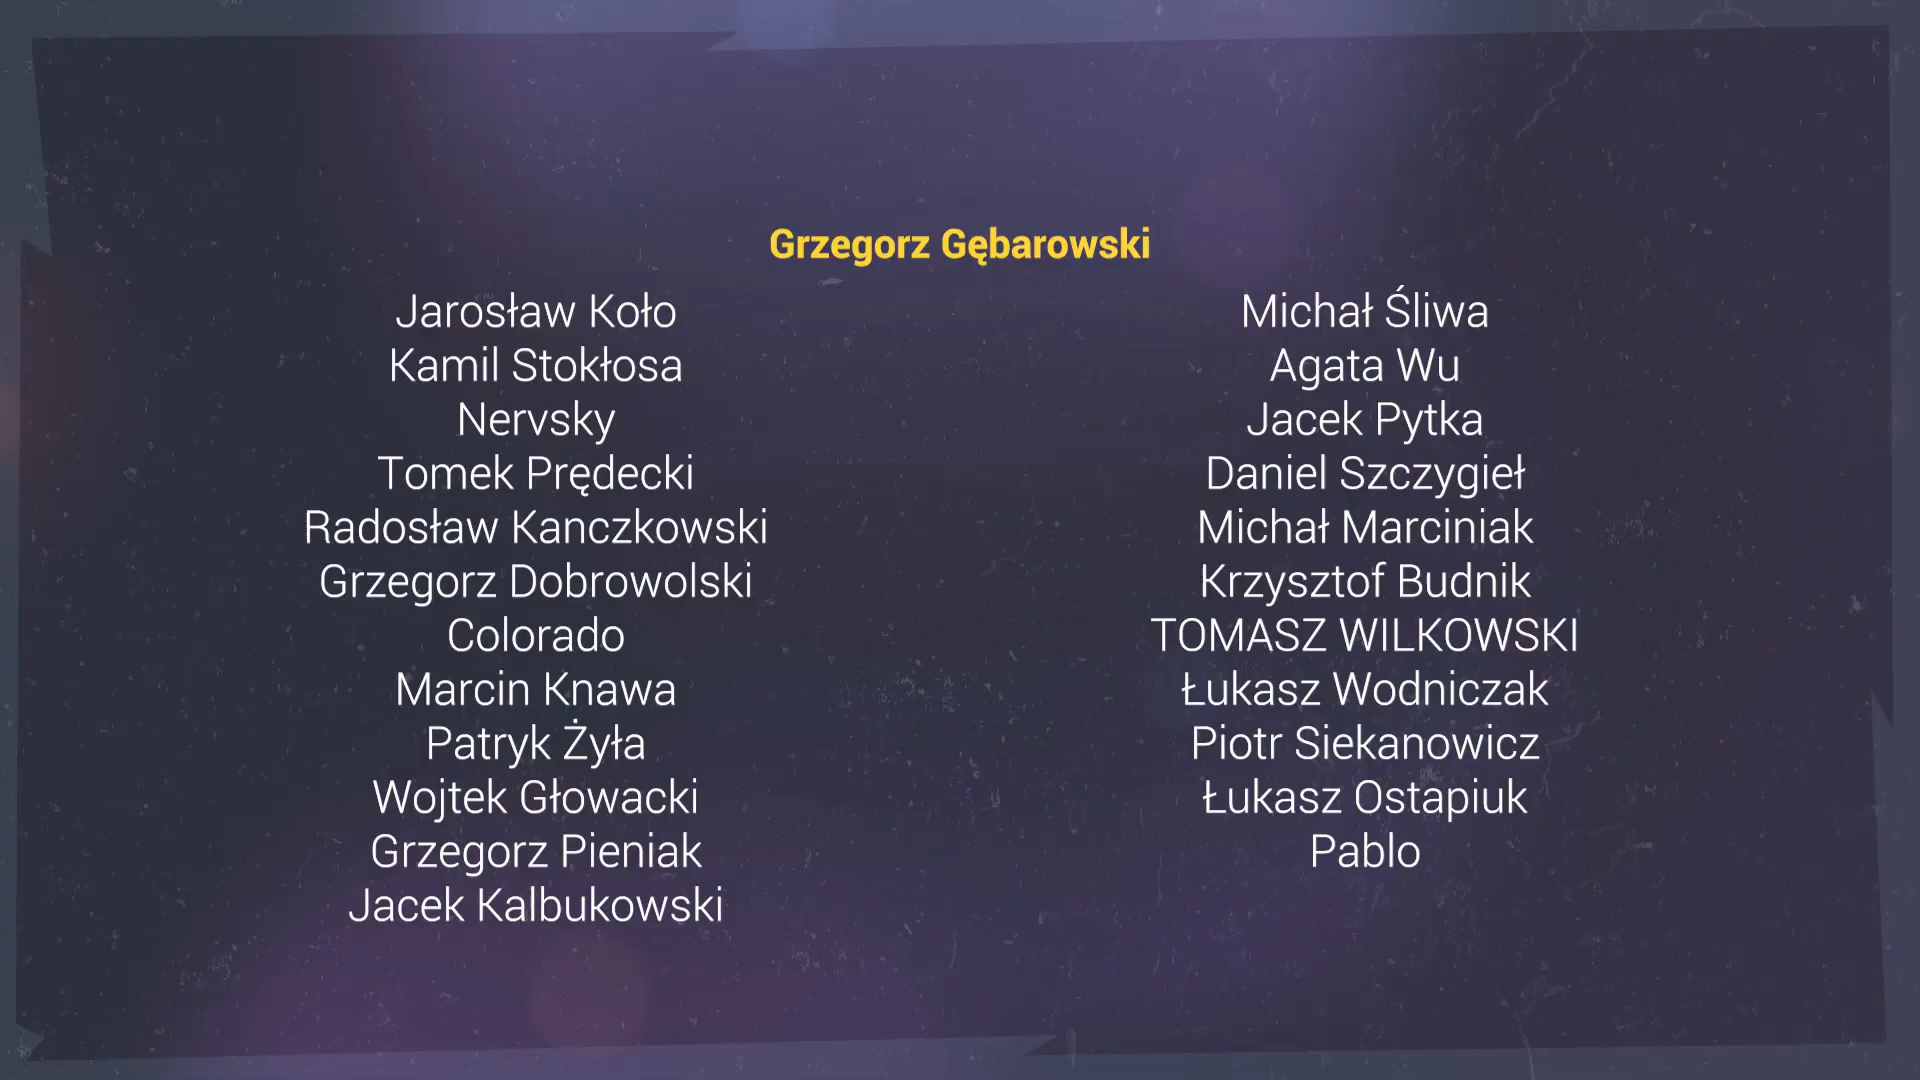 Grzegorz Gębarowski
Jarosław Koło
Kamil Stokłosa
Nervsky
Tomek Prędecki
Radosław Kanczkowski
Grzegorz Dobrowolski
Colorado
Marcin Knawa
Patryk Żyła
Wojtek Głowacki
Grzegorz Pieniak
Jacek Kalbukowski
Michał Śliwa
Agata Wu
Jacek Pytka
Daniel Szczygieł
Michał Marciniak
Krzysztof Budnik
TOMASZ WILKOWSKI
Łukasz Wodniczak
Piotr Siekanowicz
Łukasz Ostapiuk
Pablo